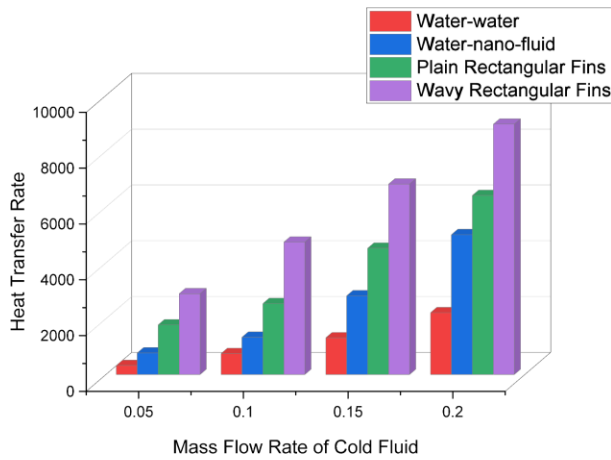 Water-water
Water-nano-fluid
Plain Rectangular Fins
Wavy Rectangular Fins
10000
8000
6000
4000
2000
0
Heat Transfer Rate
0.05 0.1 0.15 0.2
Mass Flow Rate of Cold Fluid